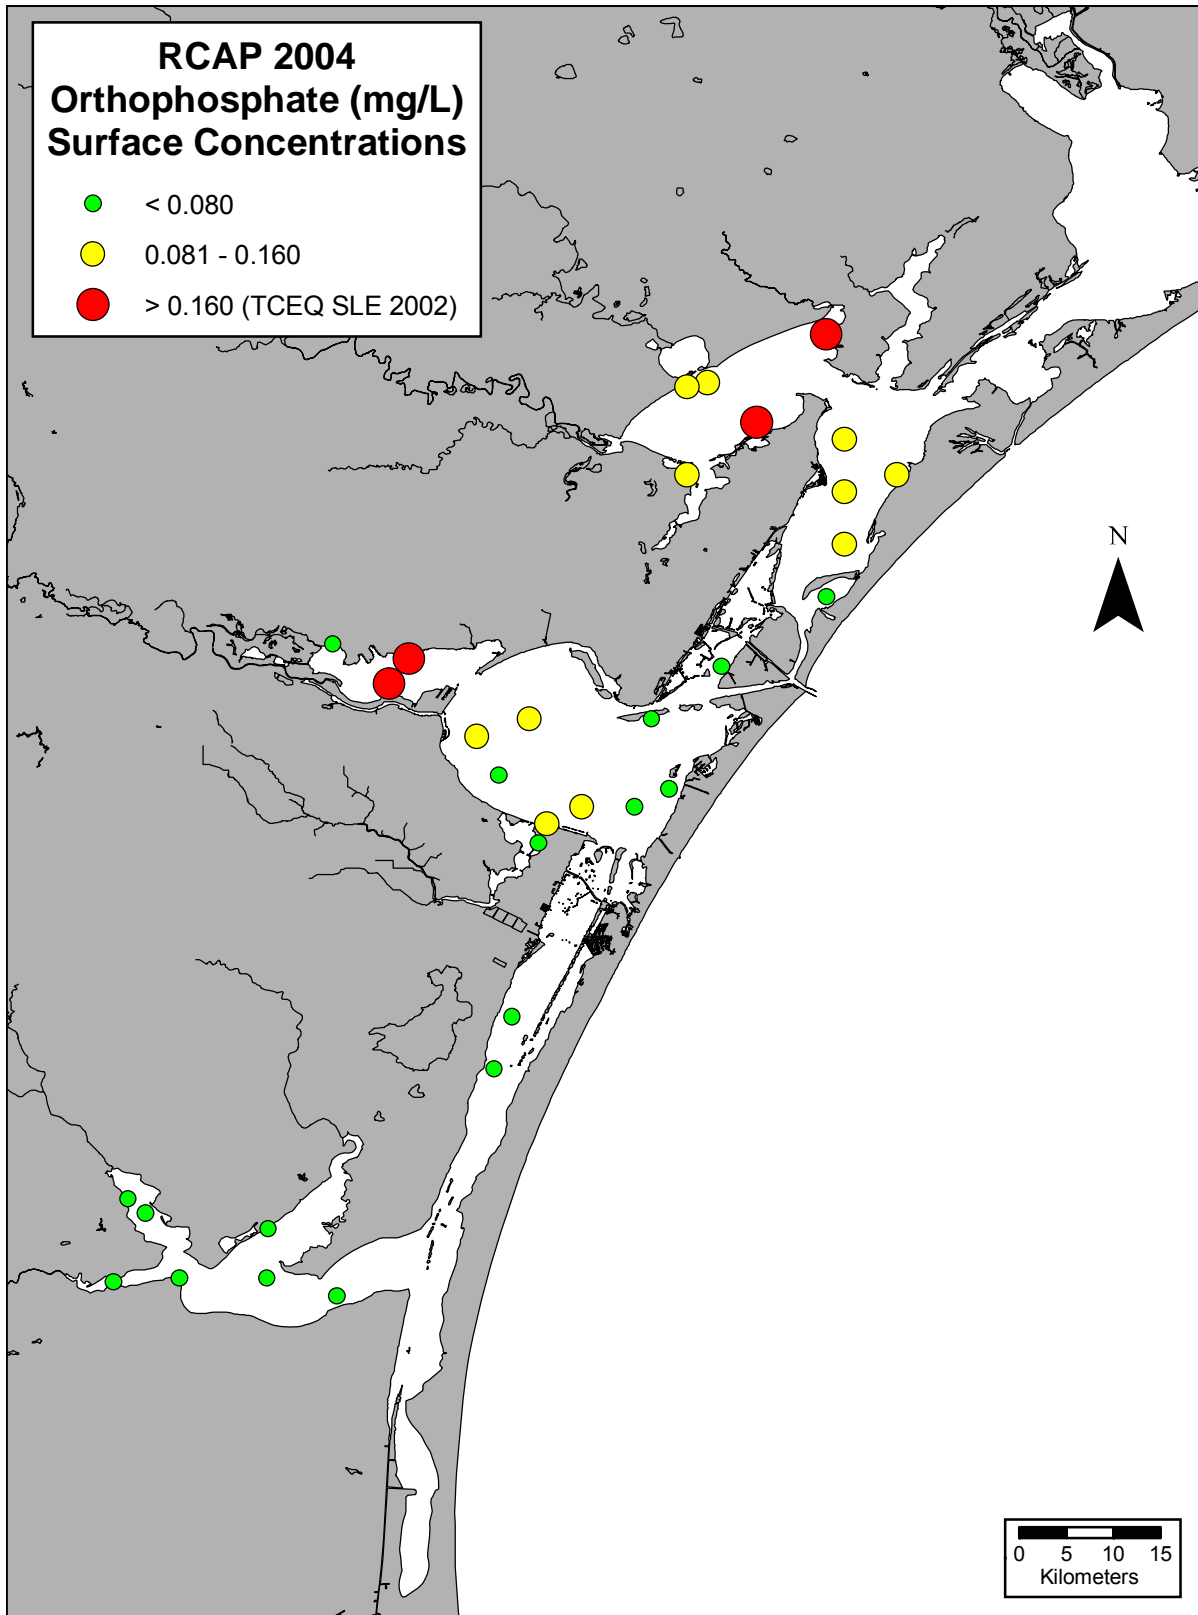 RCAP 2004
Orthophosphate (mg/L)
Surface Concentrations
< 0.080
0.081 - 0.160
> 0.160 (TCEQ SLE 2002)
N
0 5 10 15
Kilometers